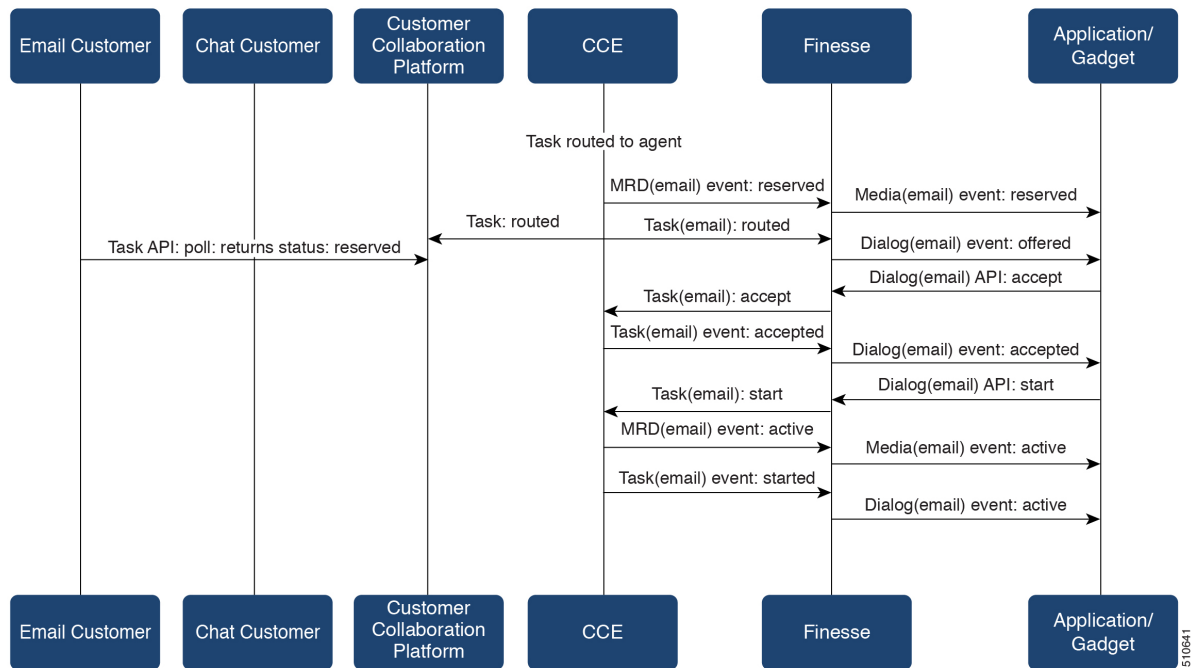 Email Customer
Chat Customer
Customer
Collaboration
Platform
CCE
Finesse
Application/
Gadget
Task routed to agent
MRD(email) event: reserved
Media(email) event: reserved
Task: routed
Task(email): routed
Task API: poll: returns status: reserved
Dialog(email) event: offered
Dialog(email) API: accept
Task(email): accept
Task(email) event: accepted
Dialog(email) event: accepted
Dialog(email) API: start
Task(email): start
MRD(email) event: active
Media(email) event: active
Task(email) event: started
Dialog(email) event: active
Email Customer
Chat Customer
Customer
Collaboration
Platform
CCE
Finesse
Application/
Gadget
510641